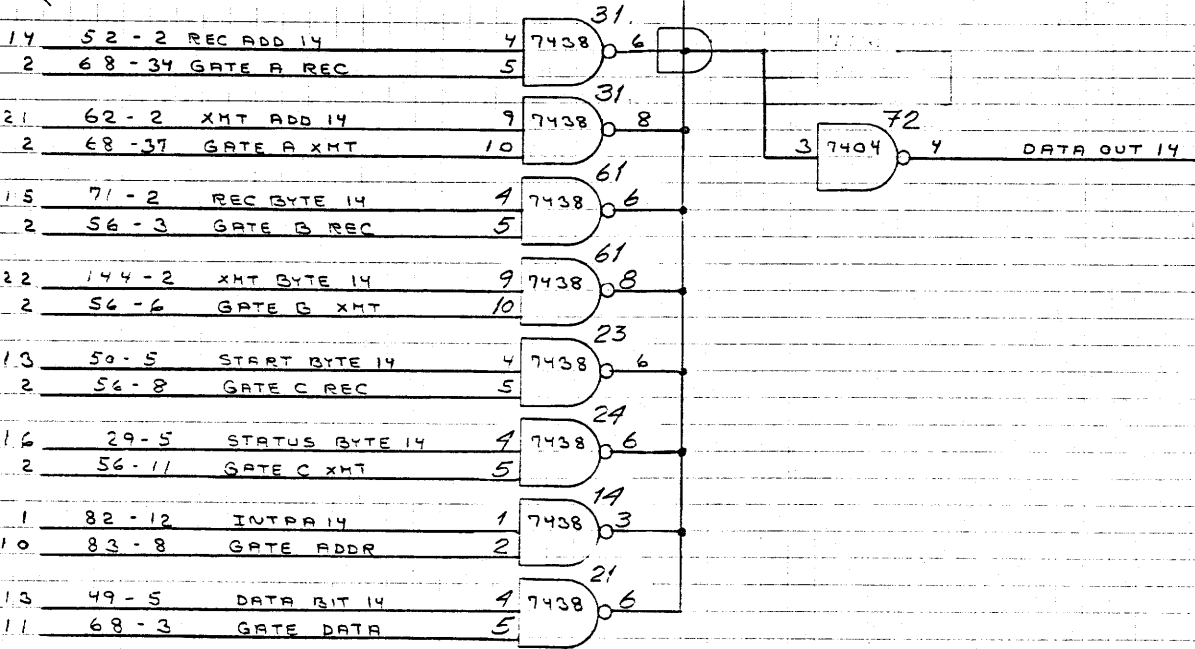 31
14 52-2 REC ADD 14 4 7438 6
2 68-34 GATE A REC 5
31
21 62-2 XMT ADD 14 9 7438 8
2 68-37 GATE A XMT 10
72
3 7404 4 DATA OUT 14
61
15 71-2 REC BYTE 14 4 7438 6
2 56-3 GATE B REC 5
61
22 144-2 XMT BYTE 14 9 7438 8
2 56-6 GATE B XMT 10
23
13 50-5 START BYTE 14 4 7438 6
2 56-8 GATE C REC 5
24
16 29-5 STATUS BYTE 14 4 7438 6
2 56-11 GATE C XMT 5
14
1 82-12 INTPA 14 1 7438 3
10 83-8 GATE ADDR 2
21
13 49-5 DATA BIT 14 4 7438 6
11 68-3 GATE DATA 5